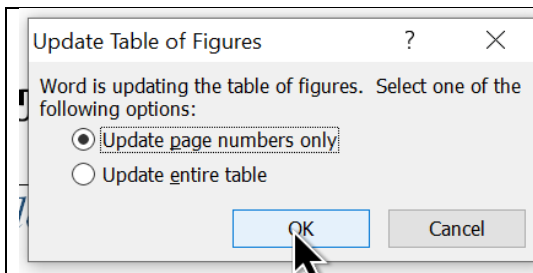 Update Table of Figures ?
Word is updating the table of figures. Select one of the
following options:
Update page numbers only
Update entire table
OK Cancel